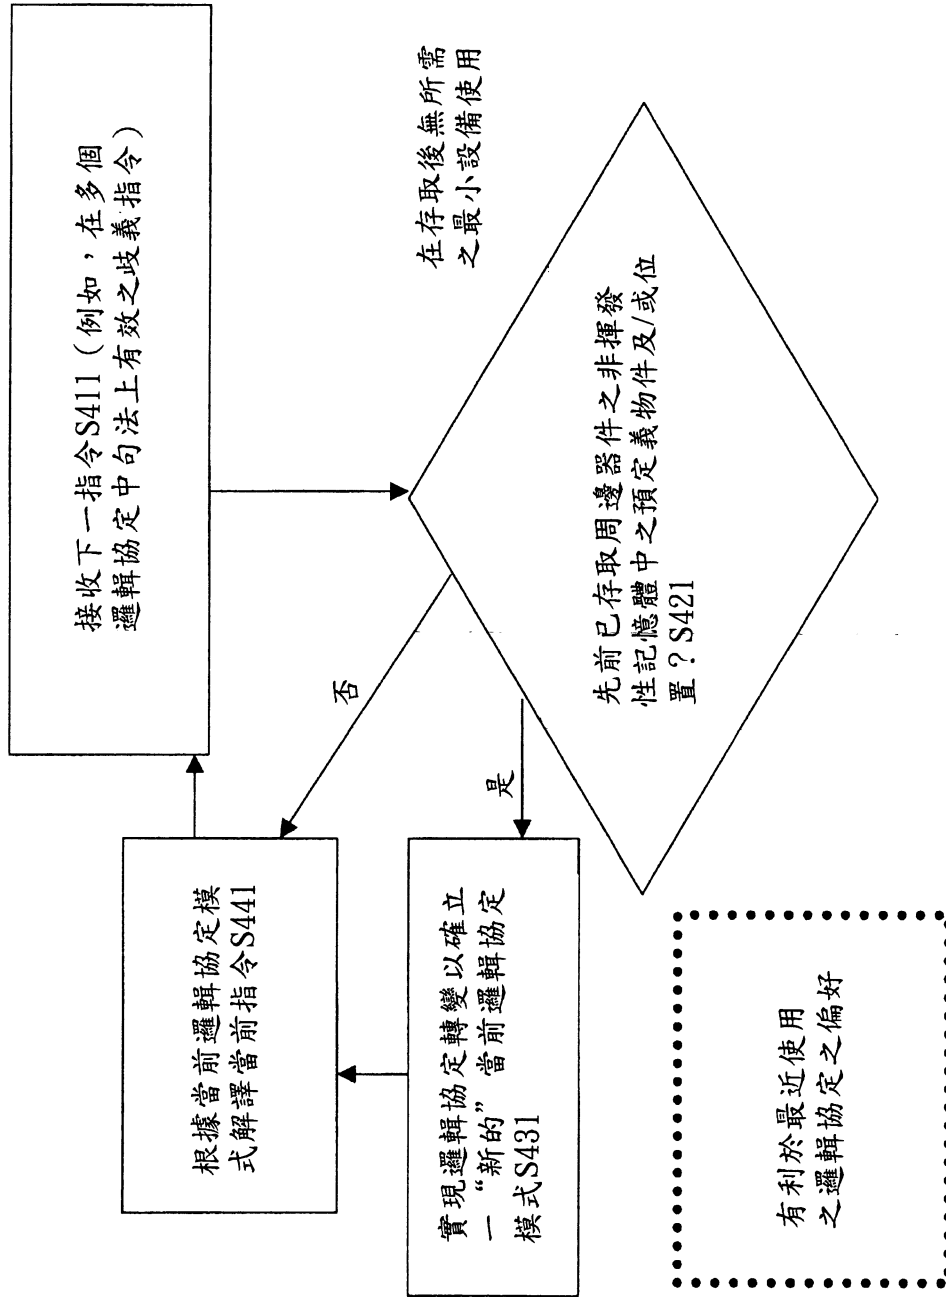 接收下一指令S411（例如，在多個
邏輯協定中句法上有效之歧義指令）
在存取後無所需
之最小設備使用
先前已存取周邊器件之非揮發
性記憶體中之預定義物件及/或位
置？S421
否
是
根據當前邏輯協定模
式解譯當前指令S441
實現邏輯協定轉變以確立
一“新的”當前邏輯協定
模式S431
有利於最近使用
之邏輯協定之偏好